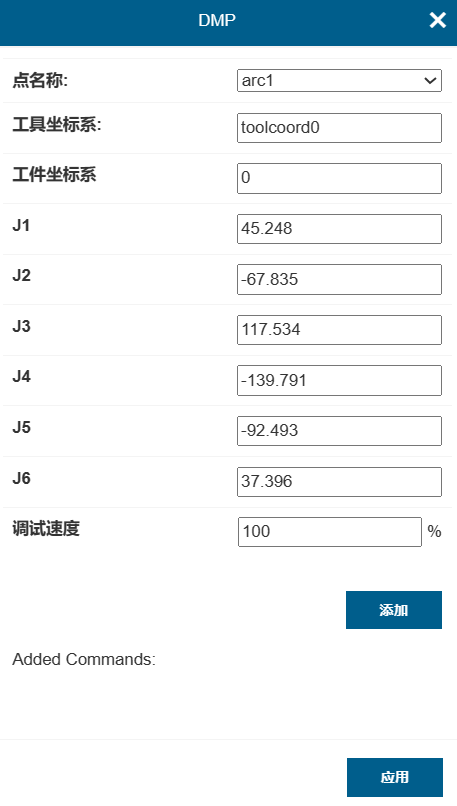 DMP
点名称: arc1
工具坐标系: toolcoord0
工件坐标系 0
J1 45.248
J2 -67.835
J3 117.534
J4 -139.791
J5 -92.493
J6 37.396
调试速度 100 %
添加
Added Commands:
应用